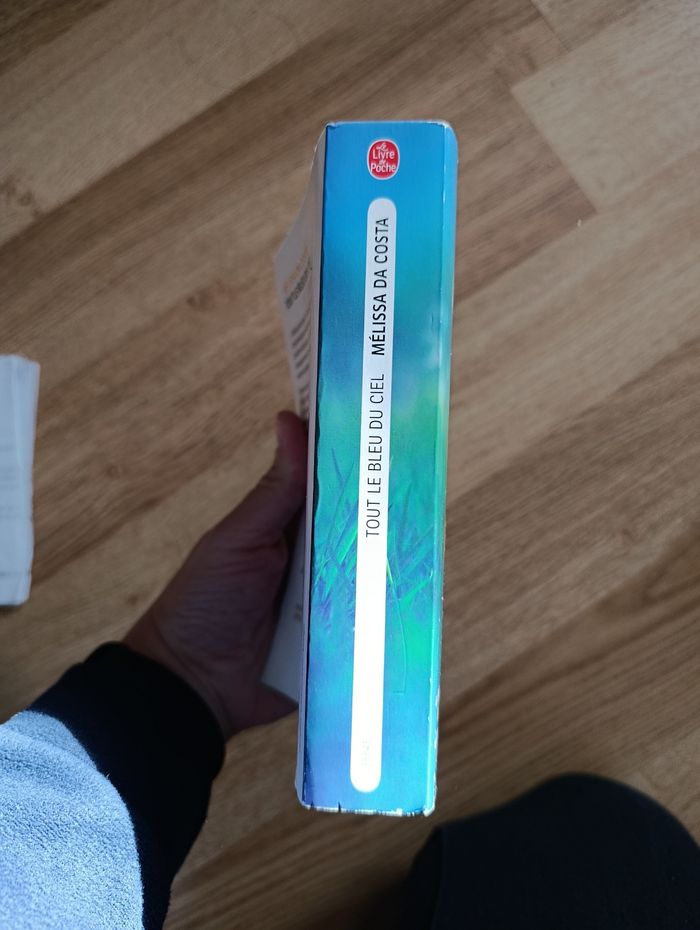 Le
Livre
de
Poche
TOUT LE BLEU DU CIEL MÉLISSA DA COSTA